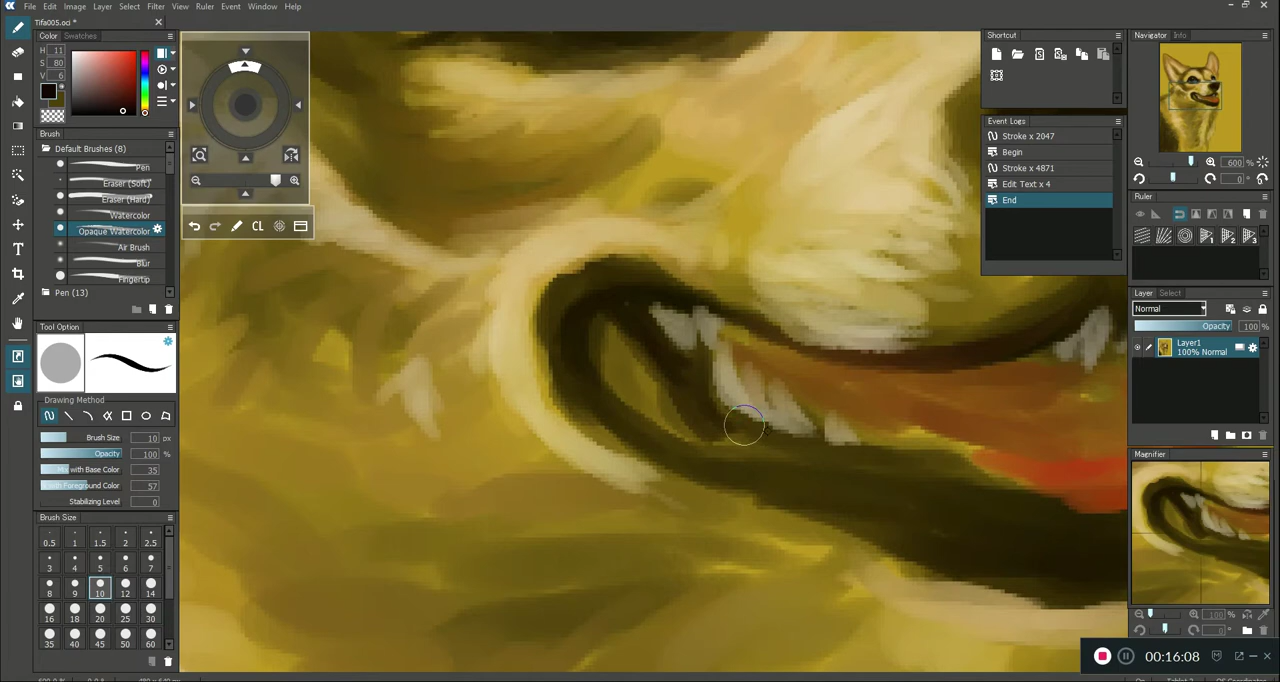 File Edit Image Layer Select Filter View Ruler Event Window Help
Tifa005.oci *
Color Swatches
H 11
S 80
V 6
Brush
Default Brushes (8)
Pen
Eraser (Soft)
Eraser (Hard)
Watercolor
Opaque Watercolor
Air Brush
Blur
Fingertip
Pen (13)
Tool Option
Drawing Method
Brush Size 10 px
Opacity 100 %
Mix with Base Color 35
with Foreground Color 57
Stabilizing Level 0
Brush Size
0.5 1 1.5 2 2.5
3 4 5 6 7
8 9 10 12 14
16 18 20 25 30
35 40 45 50 60
CL
Shortcut
Event Logs
Stroke x 2047
Begin
Stroke x 4871
Edit Text x 4
End
Navigator Info
600 %
0 °
Ruler
1 2 3
Layer Select
Normal
Opacity 100 %
Layer1
100% Normal
Magnifier
100 %
0 °
00:16:08